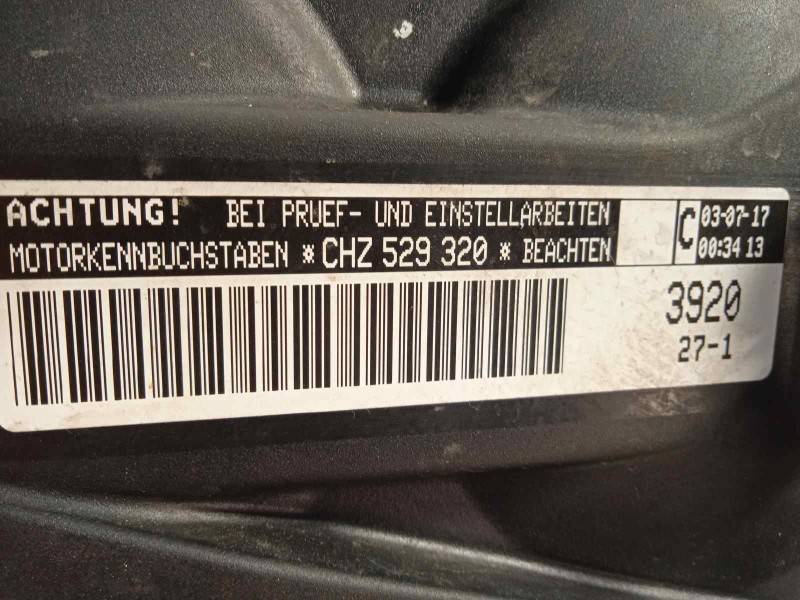 ACHTUNG! BEI PRUEF- UND EINSTELLARBEITEN
MOTORKENNBUCHSTABEN *CHZ 529 320* BEACHTEN
C
03-07-17
00:34 13
3920
27-1